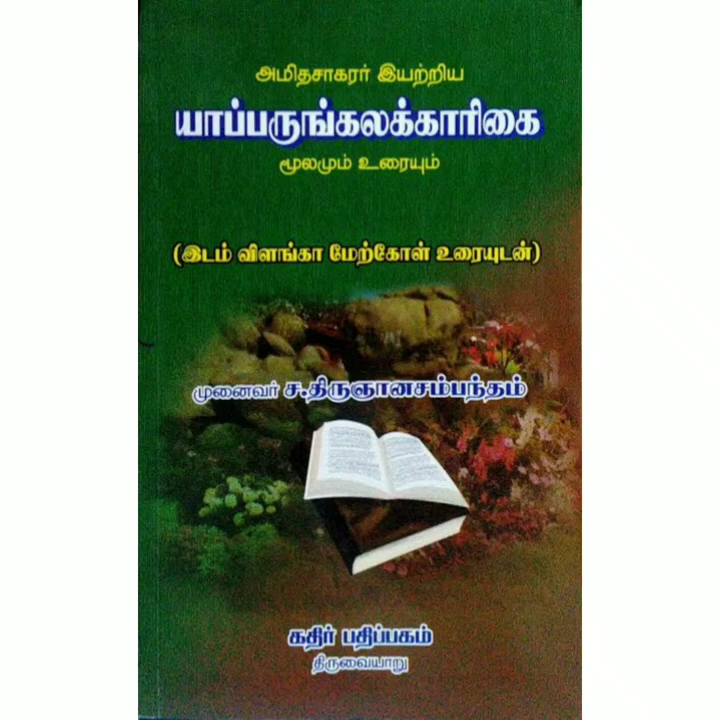 அமிதசாகரர் இயற்றிய
யாப்பருங்கலக்காரிகை
மூலமும் உரையும்
(இடம் விளங்கா மேற்கோள் உரையுடன்)
முனைவர் ச.திருஞானசம்பந்தம்
கதிர் பதிப்பகம்
திருவையாறு